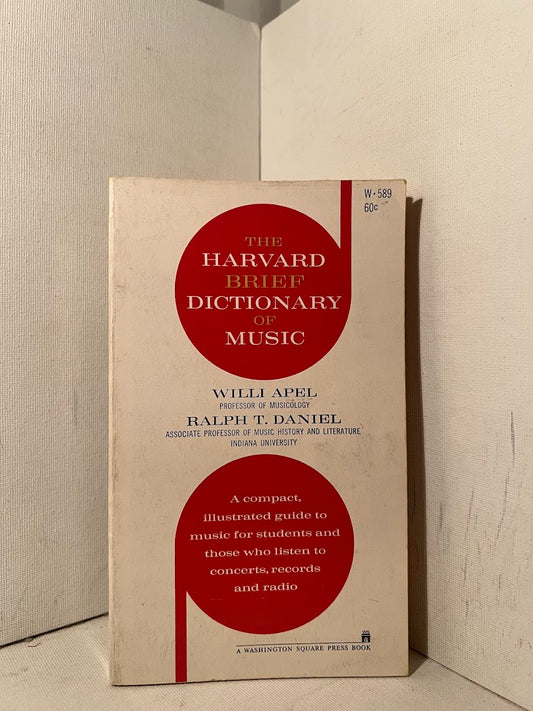 W·589
60¢
THE
HARVARD
BRIEF
DICTIONARY
OF
MUSIC
WILLI APEL
PROFESSOR OF MUSICOLOGY
RALPH T. DANIEL
ASSOCIATE PROFESSOR OF MUSIC HISTORY AND LITERATURE
INDIANA UNIVERSITY
A compact,
illustrated guide to
music for students and
those who listen to
concerts, records
and radio
A WASHINGTON SQUARE PRESS BOOK